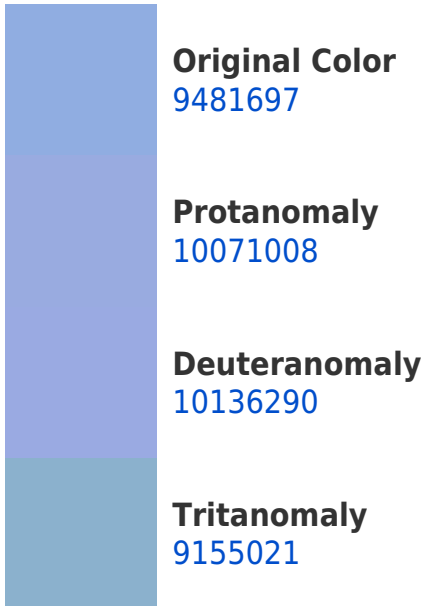 Original Color
9481697
Protanomaly
10071008
Deuteranomaly
10136290
Tritanomaly
9155021